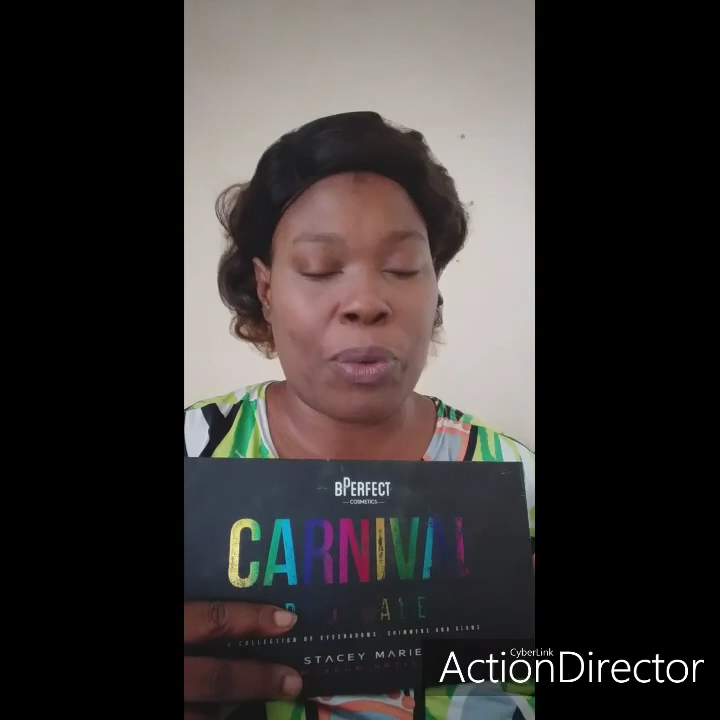 BPERFECT
COSMETICS
CARNIVAL
A COLLECTION OF EYESHADOWS, SHIMMERS AND GLOWS
STACEY MARIE
CyberLink
ActionDirector